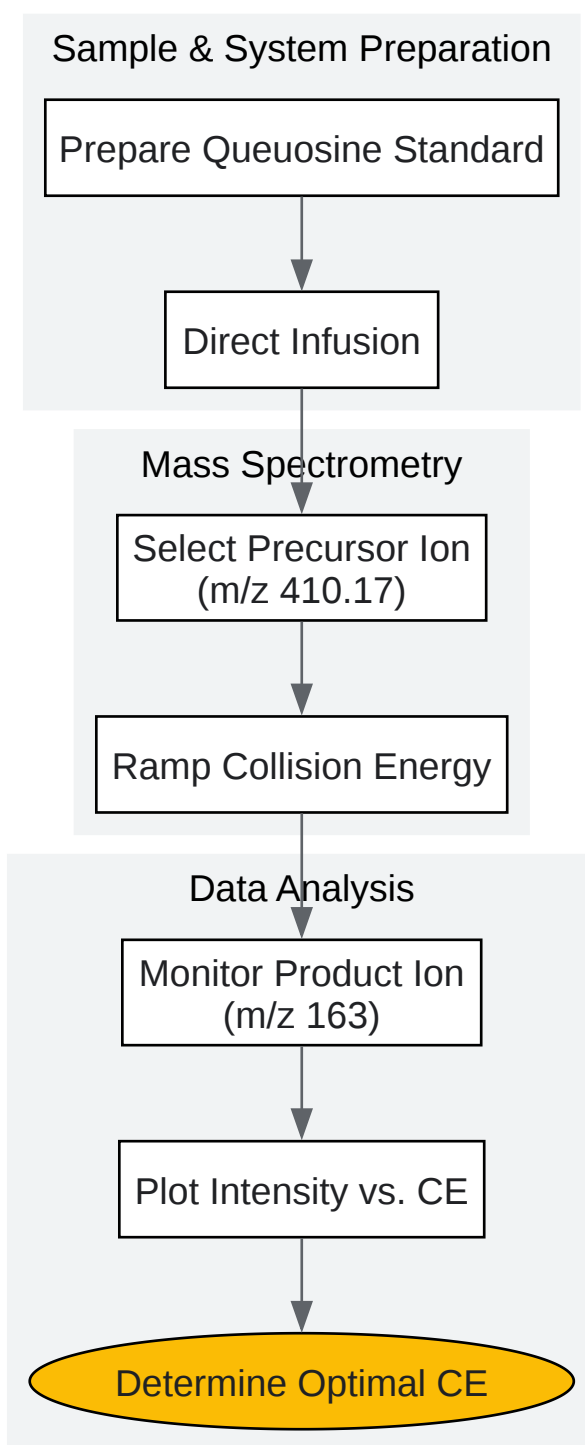 Sample & System Preparation
Prepare Queuosine Standard
Direct Infusion
Mass Spectrometry
Select Precursor Ion
(m/z 410.17)
Ramp Collision Energy
Data Analysis
Monitor Product Ion
(m/z 163)
Plot Intensity vs. CE
Determine Optimal CE